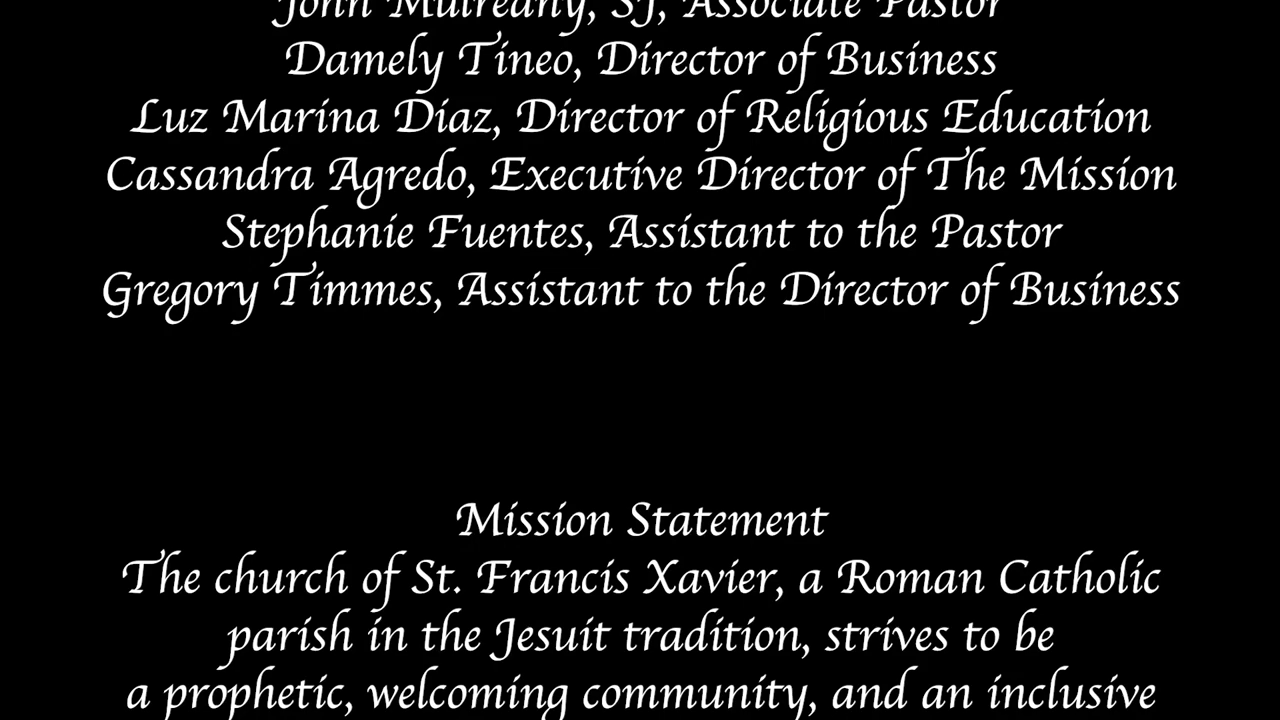 John Mulreany, SJ, Associate Pastor
Damely Tineo, Director of Business
Luz Marina Diaz, Director of Religious Education
Cassandra Agredo, Executive Director of The Mission
Stephanie Fuentes, Assistant to the Pastor
Gregory Timmes, Assistant to the Director of Business
Mission Statement
The church of St. Francis Xavier, a Roman Catholic
parish in the Jesuit tradition, strives to be
a prophetic, welcoming community, and an inclusive